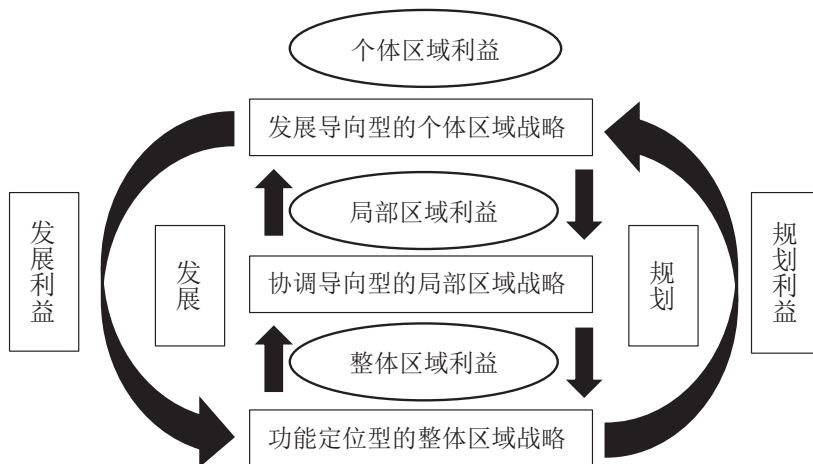 个体区域利益
发展导向型的个体区域战略
局部区域利益
发展利益
发展
规划
规划利益
协调导向型的局部区域战略
整体区域利益
功能定位型的整体区域战略